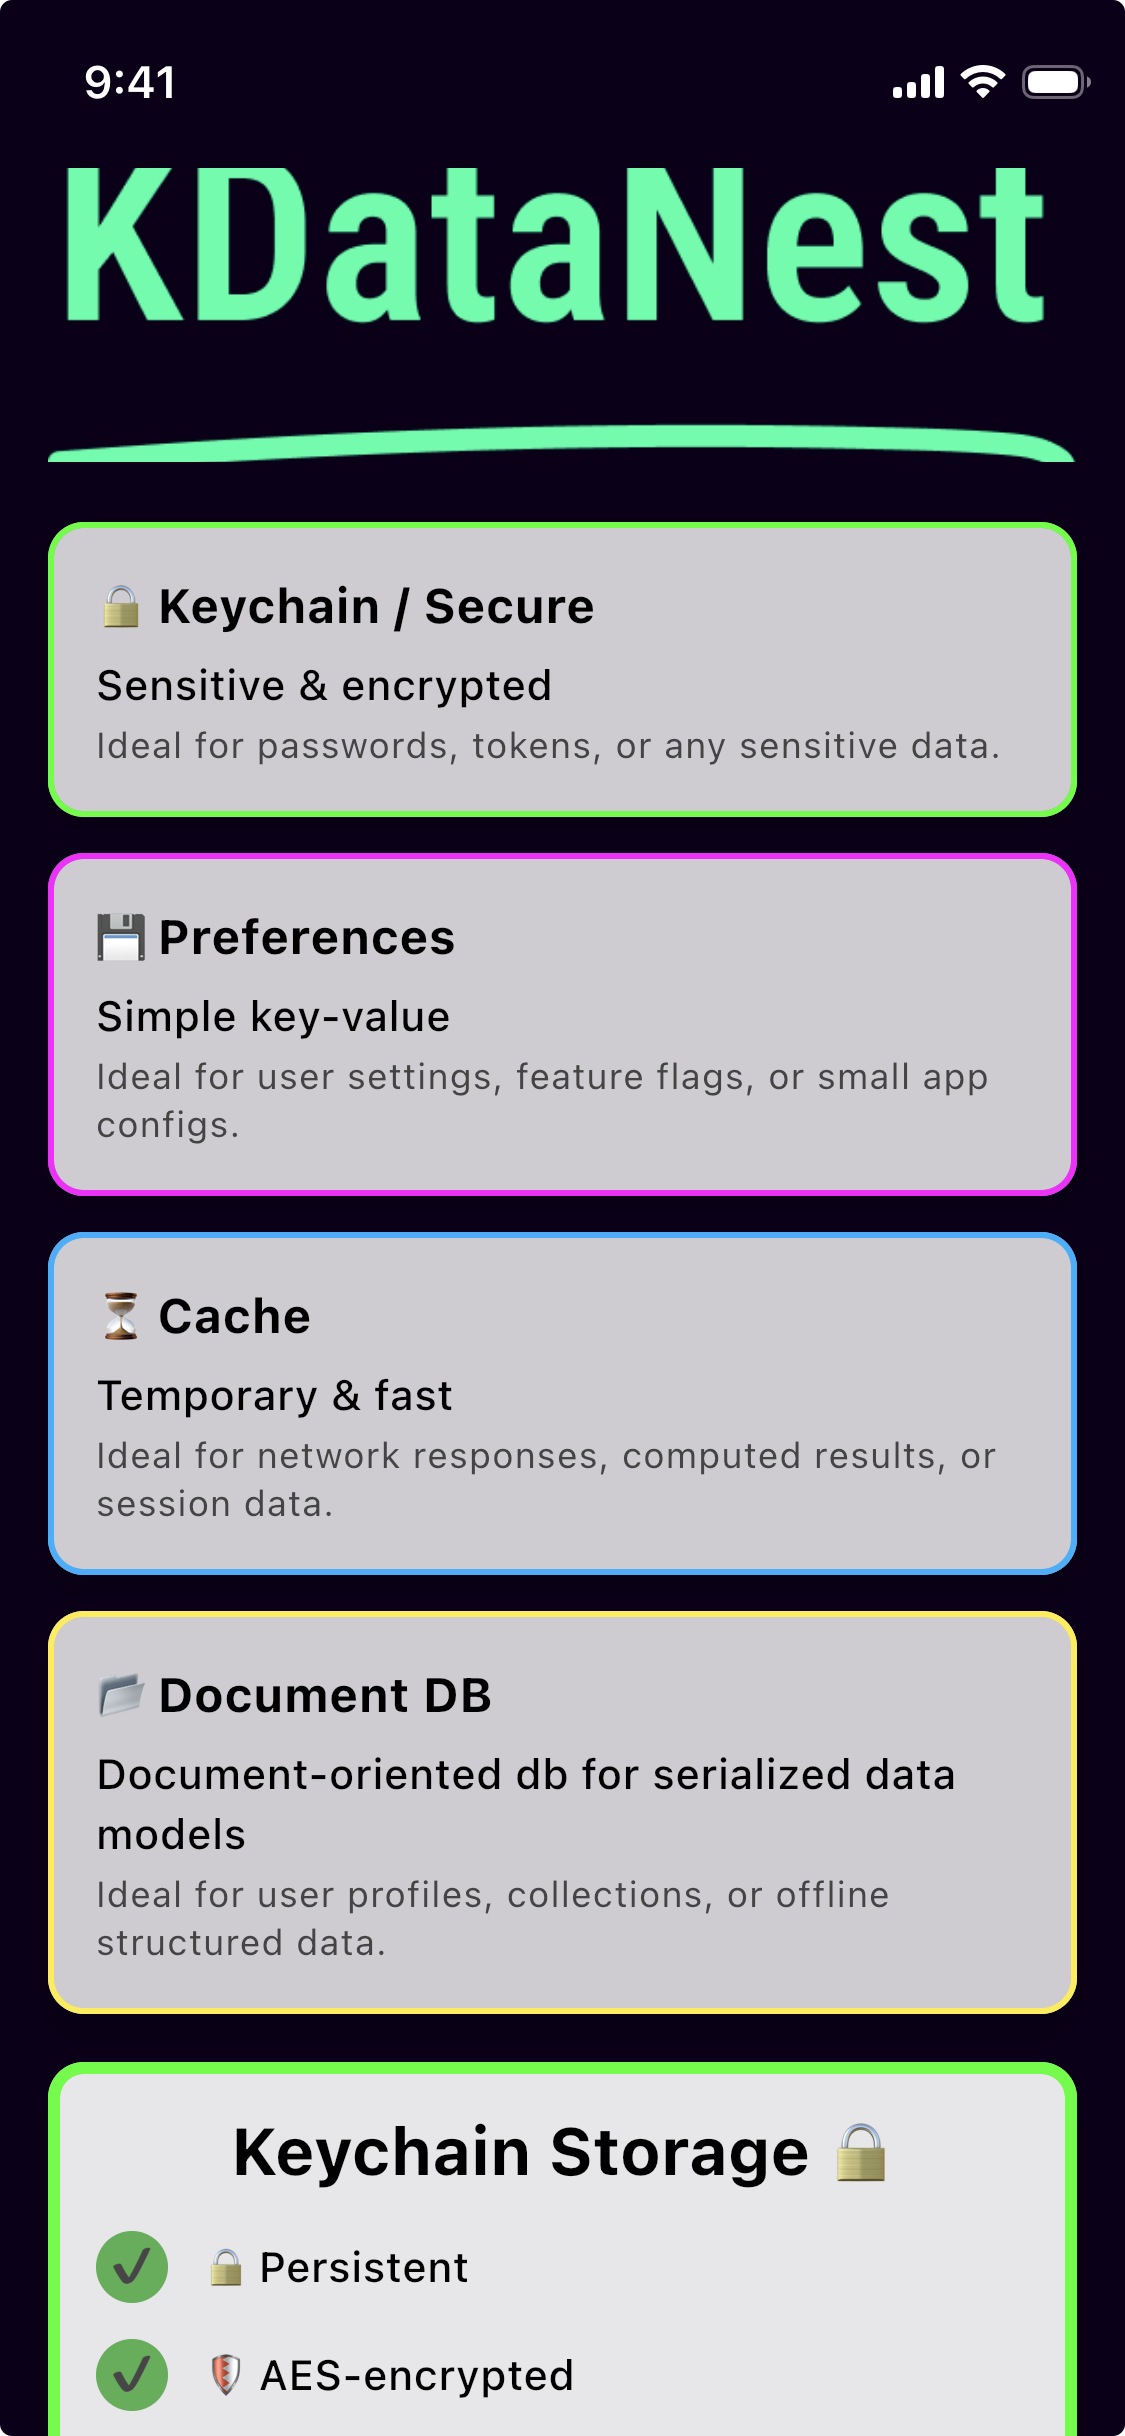 9:41
KDataNest
🔒 Keychain / Secure
Sensitive & encrypted
Ideal for passwords, tokens, or any sensitive data.
💾 Preferences
Simple key-value
Ideal for user settings, feature flags, or small app
configs.
⏳ Cache
Temporary & fast
Ideal for network responses, computed results, or
session data.
📂 Document DB
Document-oriented db for serialized data
models
Ideal for user profiles, collections, or offline
structured data.
Keychain Storage 🔒
✔ 🔒 Persistent
✔ 🛡️ AES-encrypted